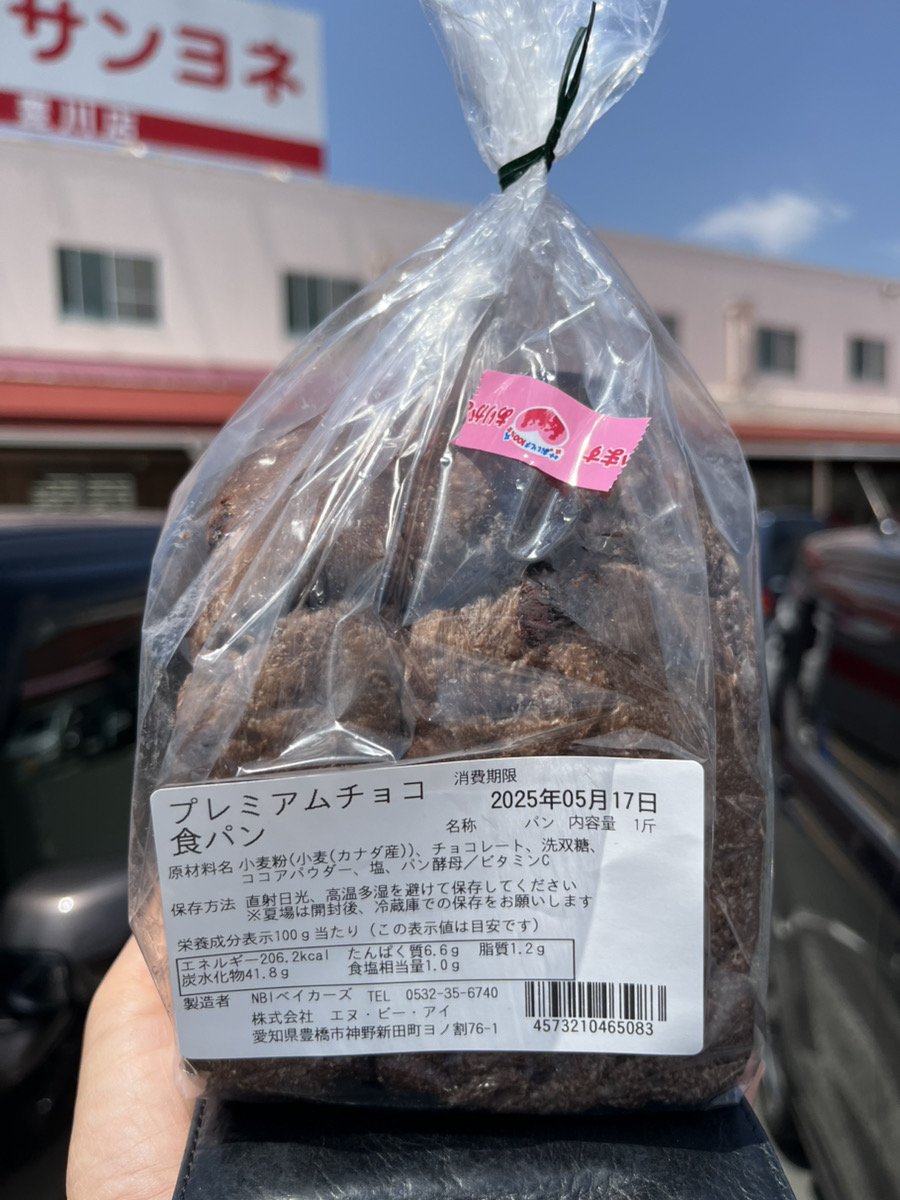 サンヨネ
豊川店
ありが
います
プレミアムチョコ
食パン
消費期限
2025年05月17日
名称 パン 内容量 1斤
原材料名 小麦粉(小麦(カナダ産))、チョコレート、洗双糖、
ココアパウダー、塩、パン酵母/ビタミンC
保存方法 直射日光、高温多湿を避けて保存してください
※夏場は開封後、冷蔵庫での保存をお願いします
栄養成分表示100g当たり(この表示値は目安です)
エネルギー206.2kcal たんぱく質6.6g 脂質1.2g
炭水化物41.8g 食塩相当量1.0g
製造者 NBIベイカーズ TEL 0532-35-6740
株式会社 エヌ・ビー・アイ
愛知県豊橋市神野新田町ヨノ割76-1
4573210465083